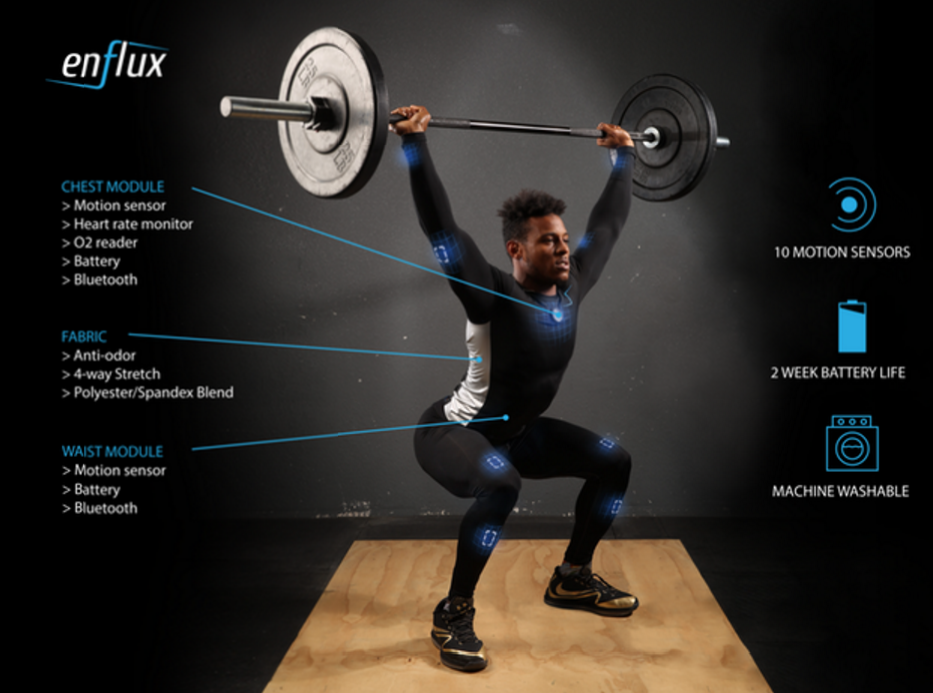 enflux
CHEST MODULE
> Motion sensor
> Heart rate monitor
> O2 reader
> Battery
> Bluetooth
FABRIC
> Anti-odor
> 4-way Stretch
> Polyester/Spandex Blend
WAIST MODULE
> Motion sensor
> Battery
> Bluetooth
10 MOTION SENSORS
2 WEEK BATTERY LIFE
MACHINE WASHABLE